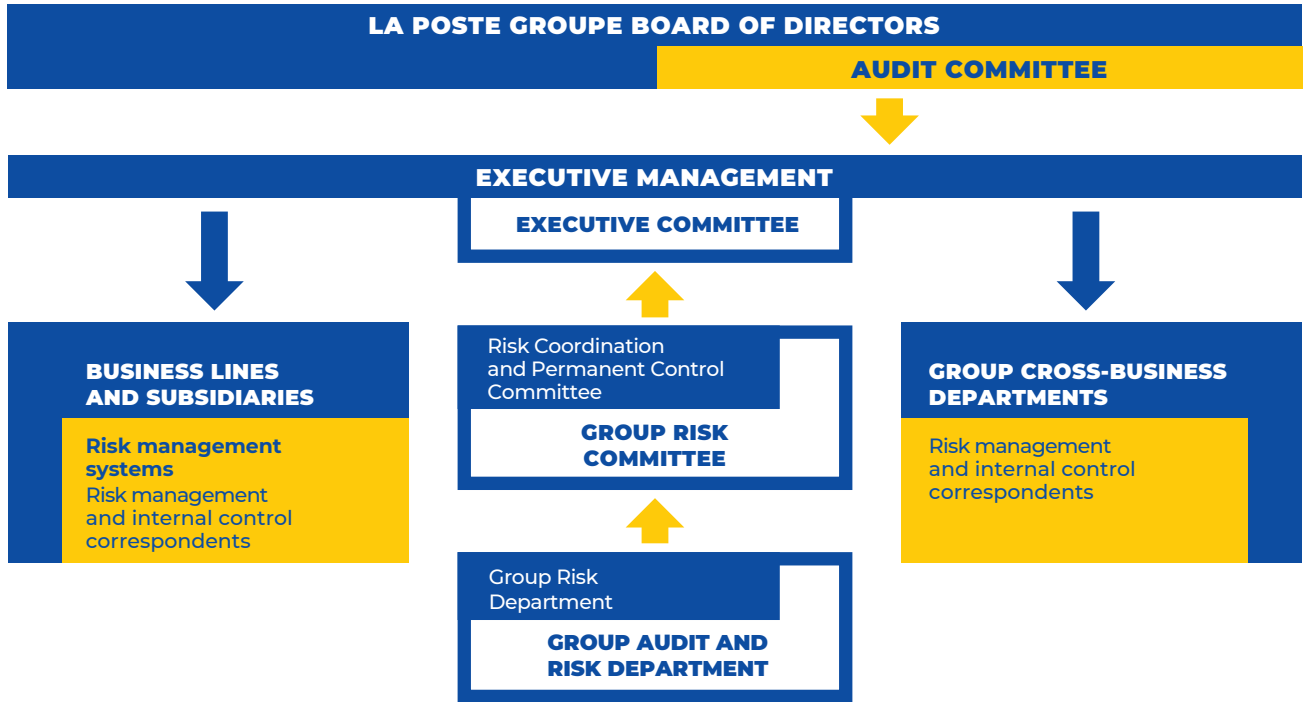 LA POSTE GROUPE BOARD OF DIRECTORS
AUDIT COMMITTEE
EXECUTIVE MANAGEMENT
EXECUTIVE COMMITTEE
BUSINESS LINES
AND SUBSIDIARIES
Risk management
systems
Risk management
and internal control
correspondents
Risk Coordination
and Permanent Control
Committee
GROUP RISK
COMMITTEE
Group Risk
Department
GROUP AUDIT AND
RISK DEPARTMENT
GROUP CROSS-BUSINESS
DEPARTMENTS
Risk management
and internal control
correspondents